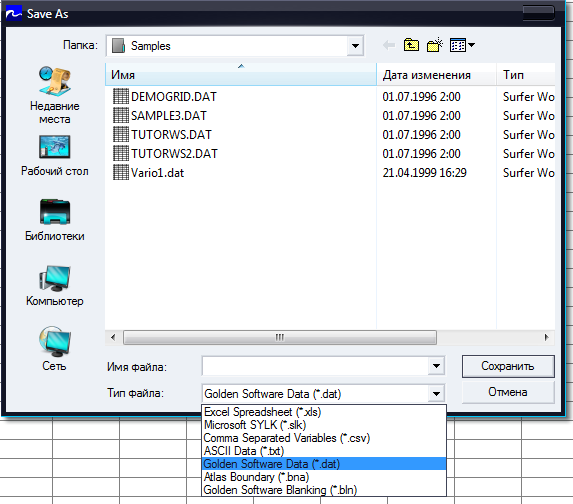 Save As
Папка:
Samples
Имя
Дата изменения
Тип
DEMOGRID.DAT 01.07.1996 2:00 Surfer Wo
SAMPLE3.DAT 01.07.1996 2:00 Surfer Wo
TUTORWS.DAT 01.07.1996 2:00 Surfer Wo
TUTORWS2.DAT 01.07.1996 2:00 Surfer Wo
Vario1.dat 21.04.1999 16:29 Surfer Wo
Недавние
места
Рабочий стол
Библиотеки
Компьютер
Сеть
Имя файла:
Сохранить
Тип файла:
Golden Software Data (*.dat)
Отмена
Excel Spreadsheet (*.xls)
Microsoft SYLK (*.slk)
Comma Separated Variables (*.csv)
ASCII Data (*.txt)
Golden Software Data (*.dat)
Atlas Boundary (*.bna)
Golden Software Blanking (*.bln)